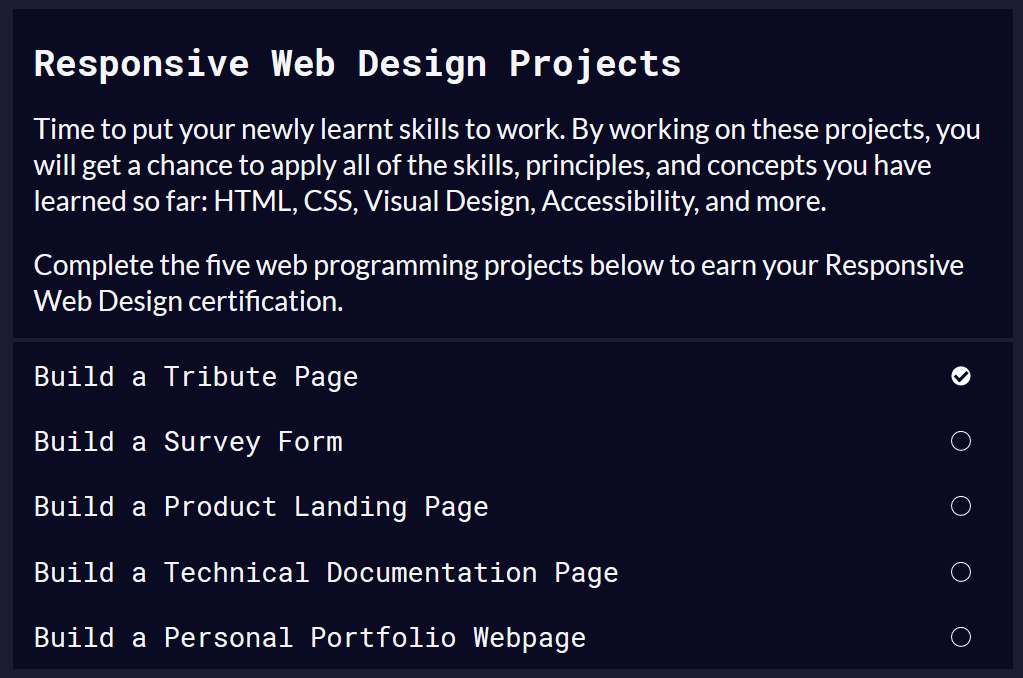 Responsive Web Design Projects
Time to put your newly learnt skills to work. By working on these projects, you
will get a chance to apply all of the skills, principles, and concepts you have
learned so far: HTML, CSS, Visual Design, Accessibility, and more.
Complete the five web programming projects below to earn your Responsive
Web Design certification.
Build a Tribute Page
Build a Survey Form
Build a Product Landing Page
Build a Technical Documentation Page
Build a Personal Portfolio Webpage